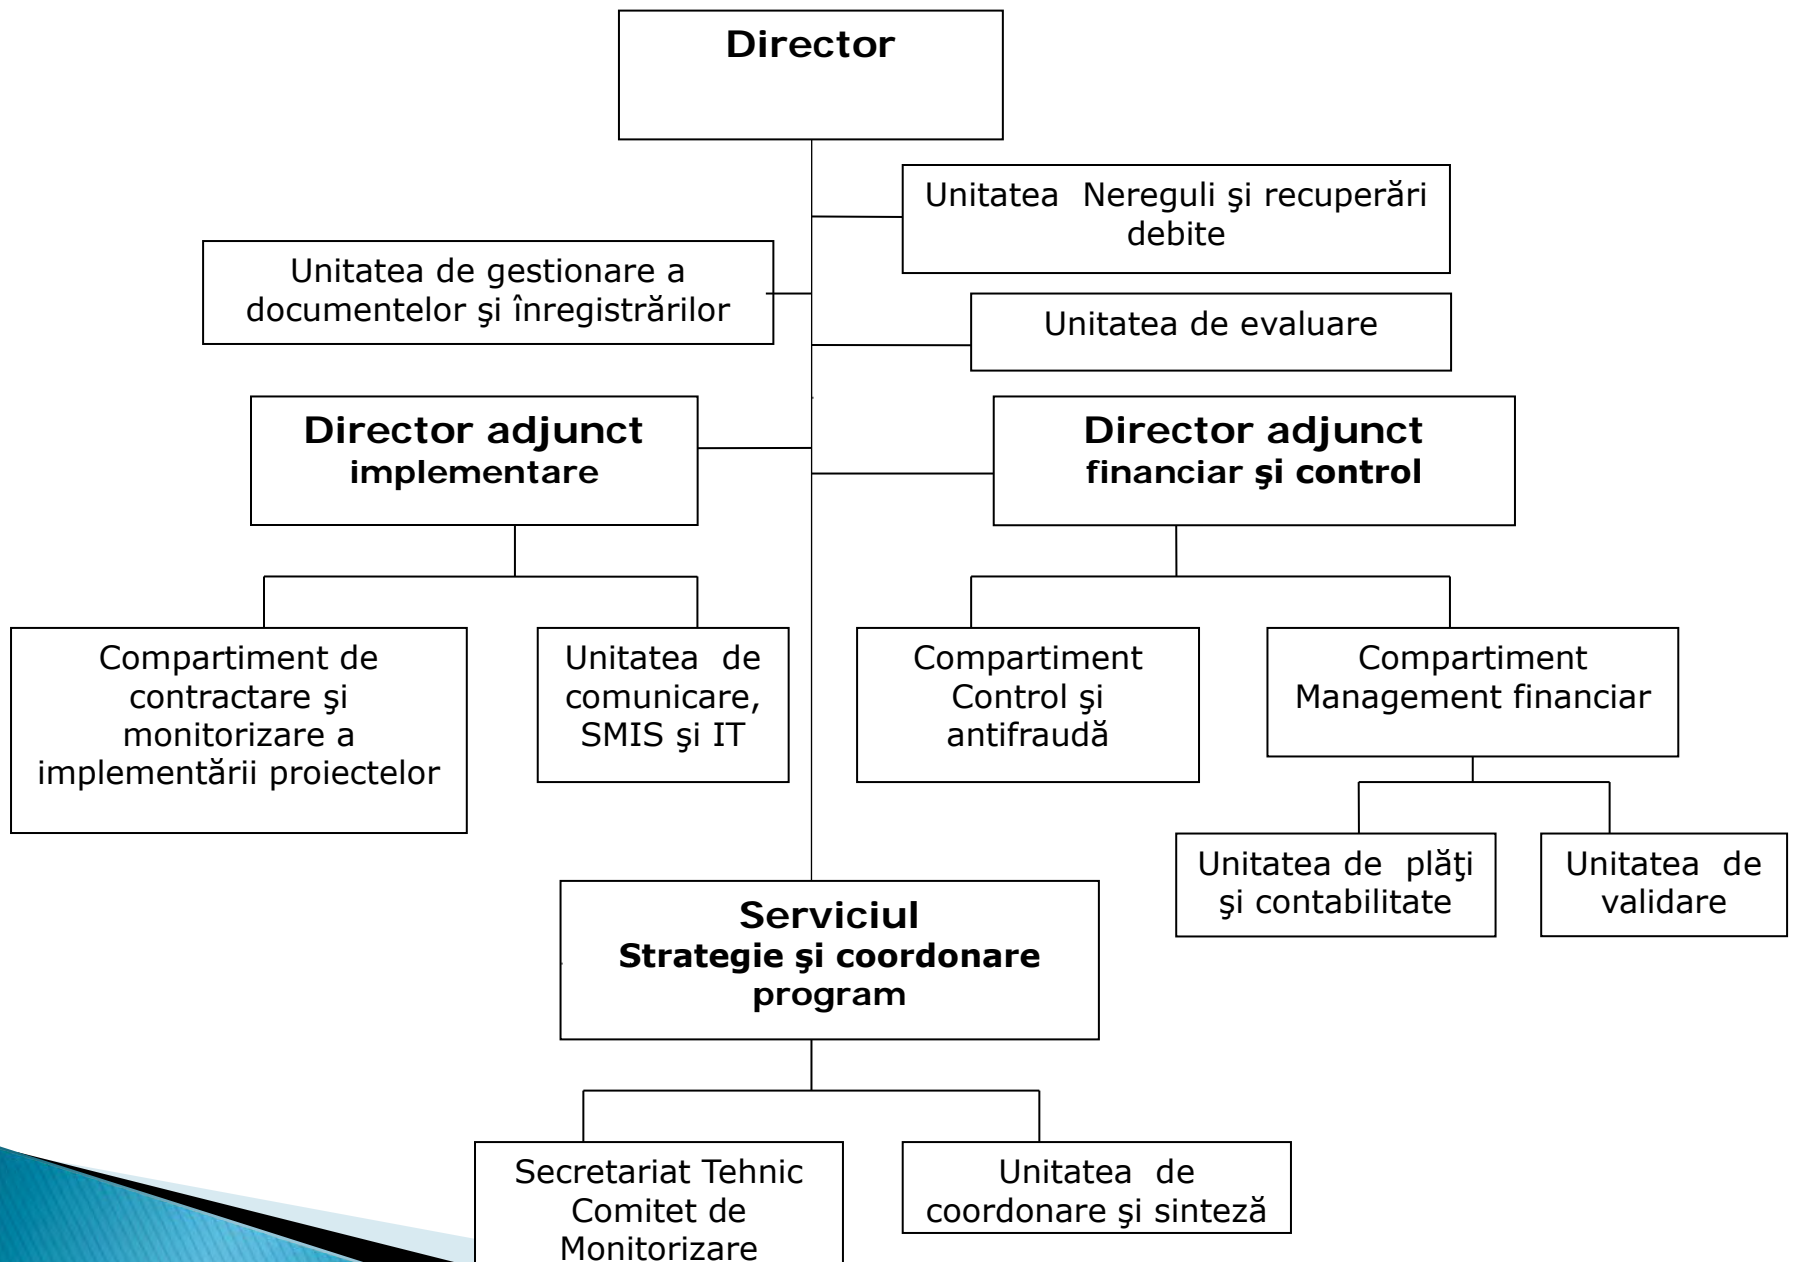 Director
Unitatea  Nereguli şi recuperări
debite
Unitatea de gestionare a
documentelor şi înregistrărilor
Unitatea de evaluare
Director adjunct
implementare
Director adjunct
financiar şi control
Compartiment de
contractare şi
monitorizare a
implementării proiectelor
Unitatea  de
comunicare,
SMIS şi IT
Compartiment
Control şi
antifraudă
Compartiment
Management financiar
Unitatea de  plăţi
şi contabilitate
Unitatea  de
validare
Serviciul
Strategie şi coordonare
program
Secretariat Tehnic
Comitet de
Monitorizare
Unitatea  de
coordonare şi sinteză